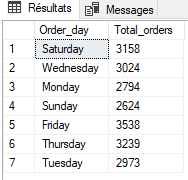 Résultats Messages
Order_day Total_orders
1 Saturday 3158
2 Wednesday 3024
3 Monday 2794
4 Sunday 2624
5 Friday 3538
6 Thursday 3239
7 Tuesday 2973